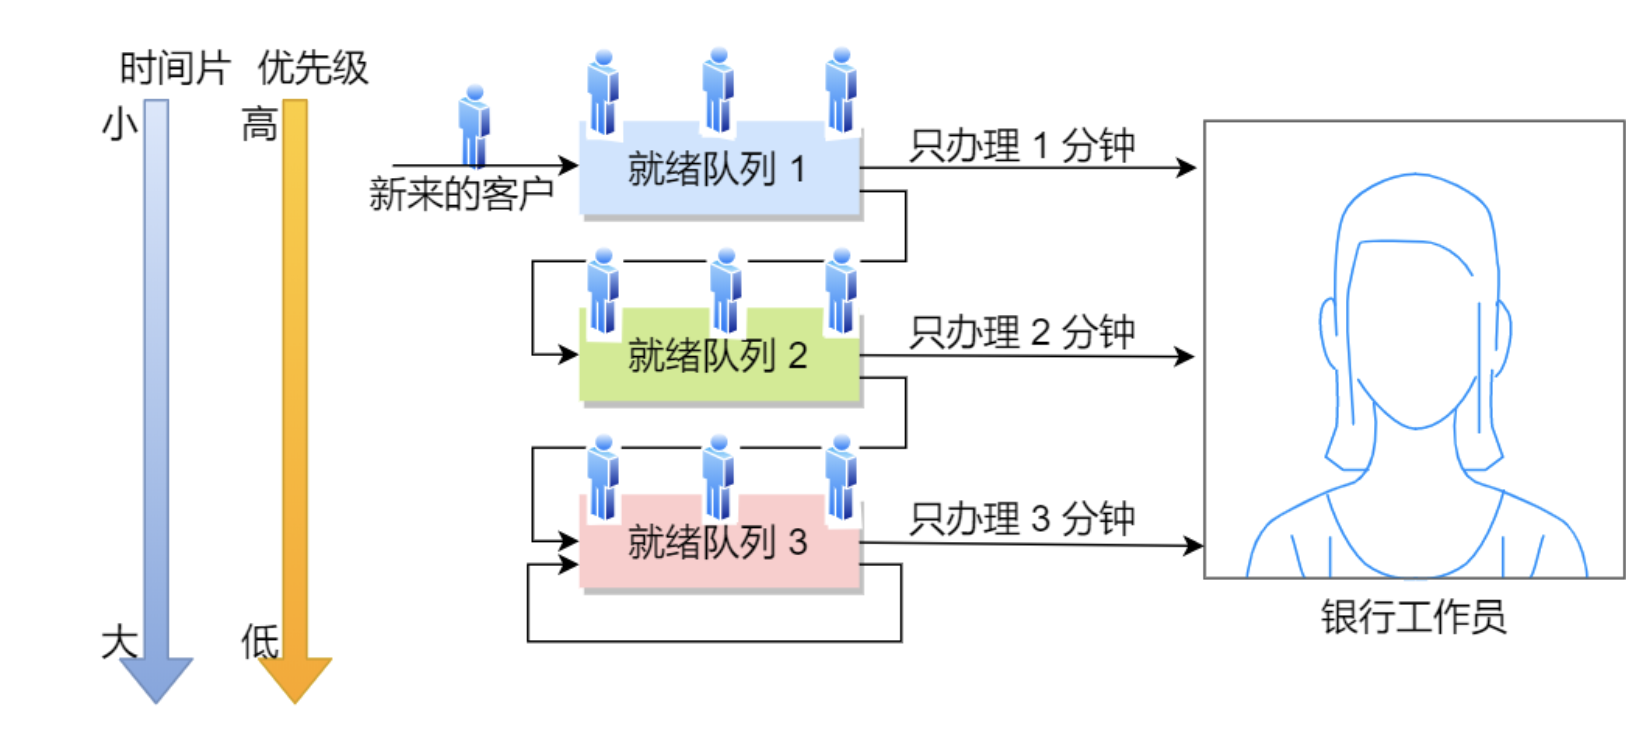 时间片
优先级
小
高
新来的客户
就绪队列 1
只办理 1 分钟
就绪队列 2
只办理 2 分钟
就绪队列 3
只办理 3 分钟
大
低
银行工作员